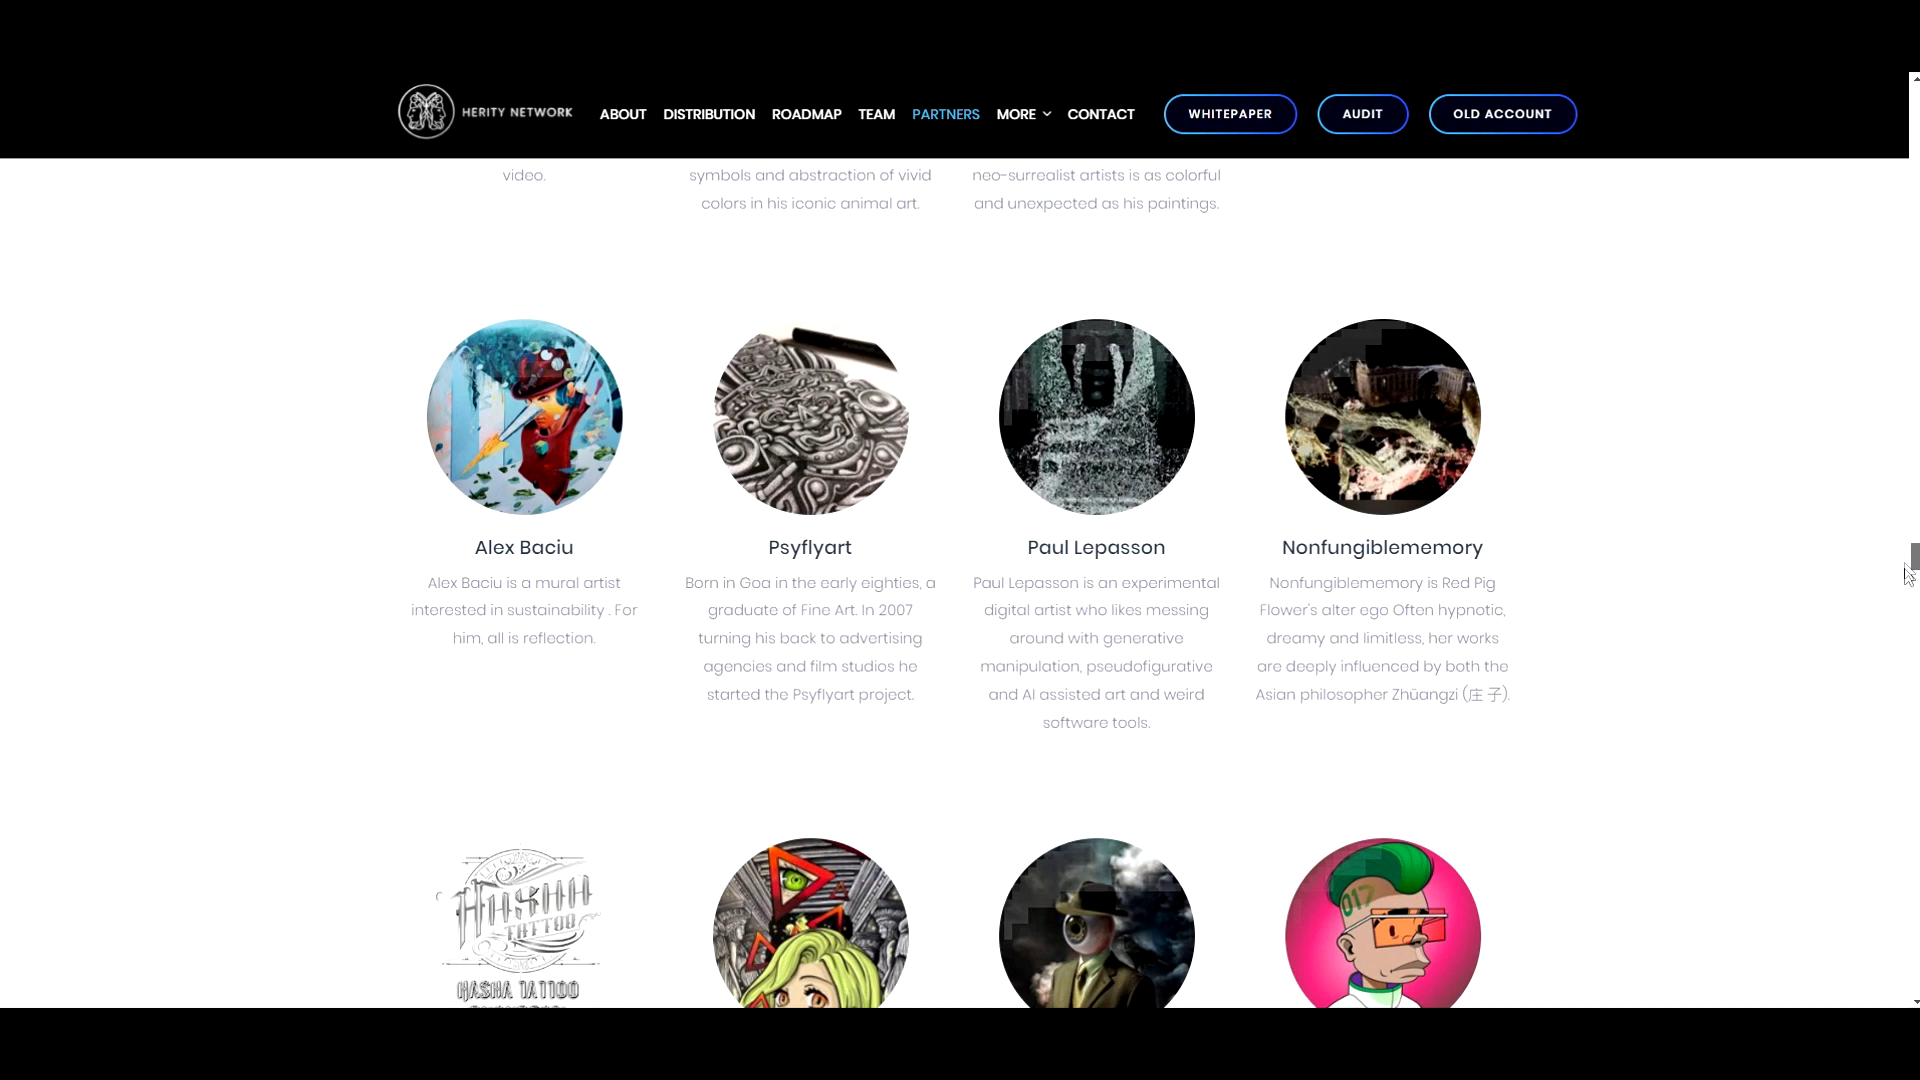 HERITY NETWORK
ABOUT DISTRIBUTION ROADMAP TEAM PARTNERS MORE CONTACT WHITEPAPER AUDIT OLD ACCOUNT
video.
symbols and abstraction of vivid
colors in his iconic animal art.
neo-surrealist artists is as colorful
and unexpected as his paintings.
Alex Baciu
Alex Baciu is a mural artist
interested in sustainability . For
him, all is reflection.
Psyflyart
Born in Goa in the early eighties, a
graduate of Fine Art. In 2007
turning his back to advertising
agencies and film studios he
started the Psyflyart project.
Paul Lepasson
Paul Lepasson is an experimental
digital artist who likes messing
around with generative
manipulation, pseudofigurative
and AI assisted art and weird
software tools.
Nonfungiblememory
Nonfungiblememory is Red Pig
Flower's alter ego Often hypnotic,
dreamy and limitless, her works
are deeply influenced by both the
Asian philosopher Zhūangzi (庄 子).
HASHA
TATTOO
HASHA TATTOO
017